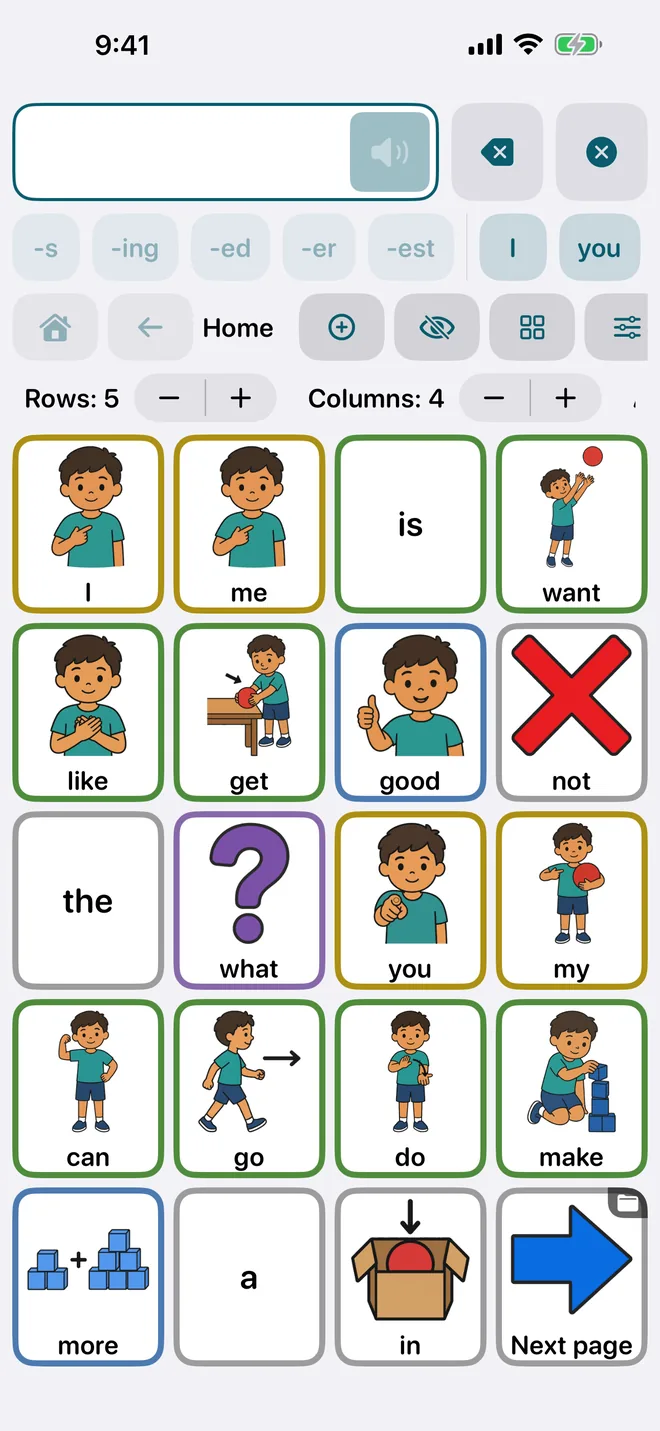 9:41
-s -ing -ed -er -est I you
Home
Rows: 5 − + Columns: 4 − +
I me is want
like get good not
the what you my
can go do make
more a in Next page